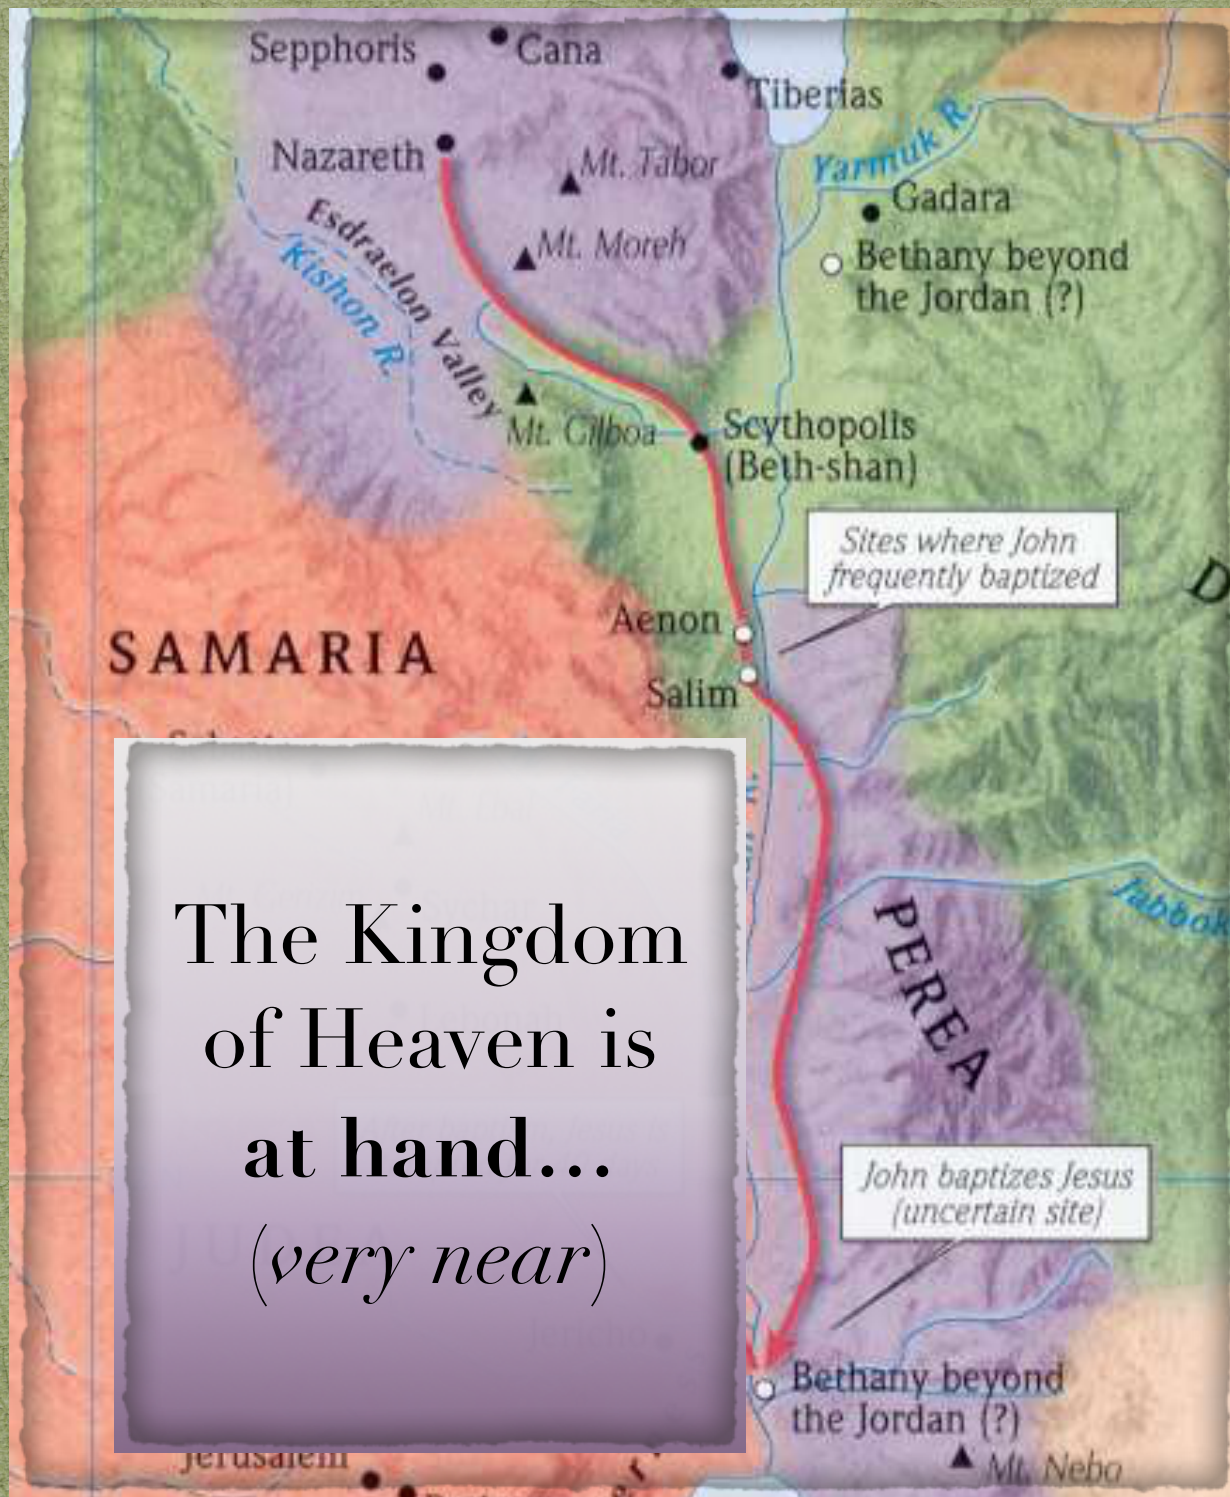 Sepphoris
Cana
Tiberias
Nazareth
Mt. Tabor
Yarmuk R.
Gadara
Mt. Moreh
Bethany beyond
the Jordan (?)
Esdraelon Valley
Kishon R.
Mt. Gilboa
Scythopolis
(Beth-shan)
Sites where John
frequently baptized
D
Aenon
SAMARIA
Salim
Jabbok
PEREA
The Kingdom
of Heaven is
at hand...
(very near)
John baptizes Jesus
(uncertain site)
Jericho
Bethany beyond
the Jordan (?)
Jerusalem
Mt. Nebo